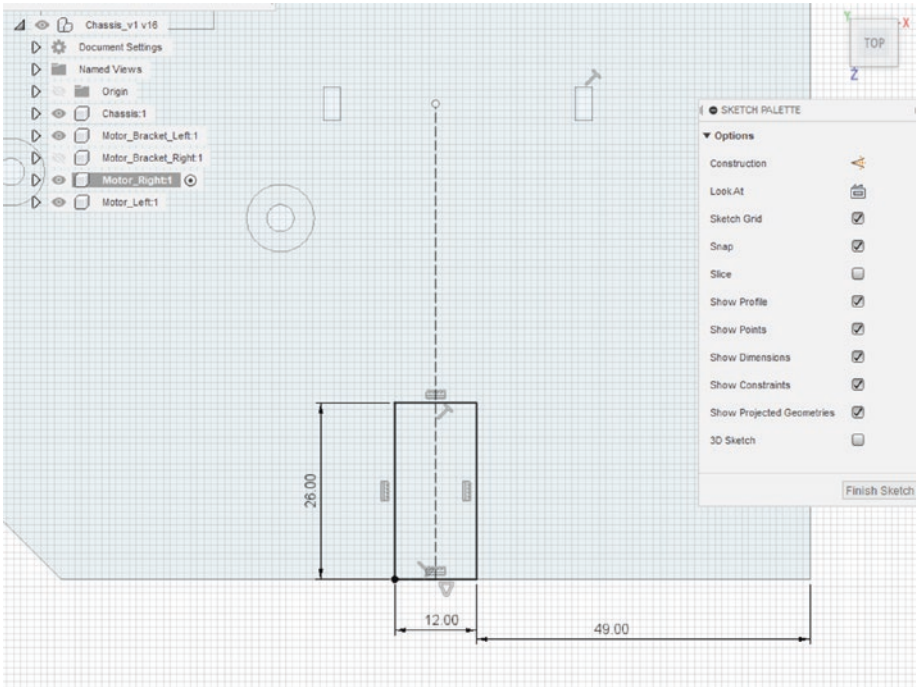 Chassis_v1 v16
Document Settings
Named Views
Origin
Chassis:1
Motor_Bracket_Left:1
Motor_Bracket_Right:1
Motor_Right:1
Motor_Left:1
Y
-X
TOP
Z
SKETCH PALETTE
Options
Construction
Look At
Sketch Grid
Snap
Slice
Show Profile
Show Points
Show Dimensions
Show Constraints
Show Projected Geometries
3D Sketch
Finish Sketch
26.00
12.00
49.00